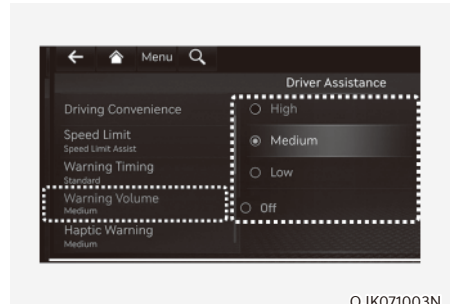 Menu
Driver Assistance
Driving Convenience
High
Speed Limit
Speed Limit Assist
Medium
Warning Timing
Standard
Low
Warning Volume
Medium
Off
Haptic Warning
Medium
OJK071003N